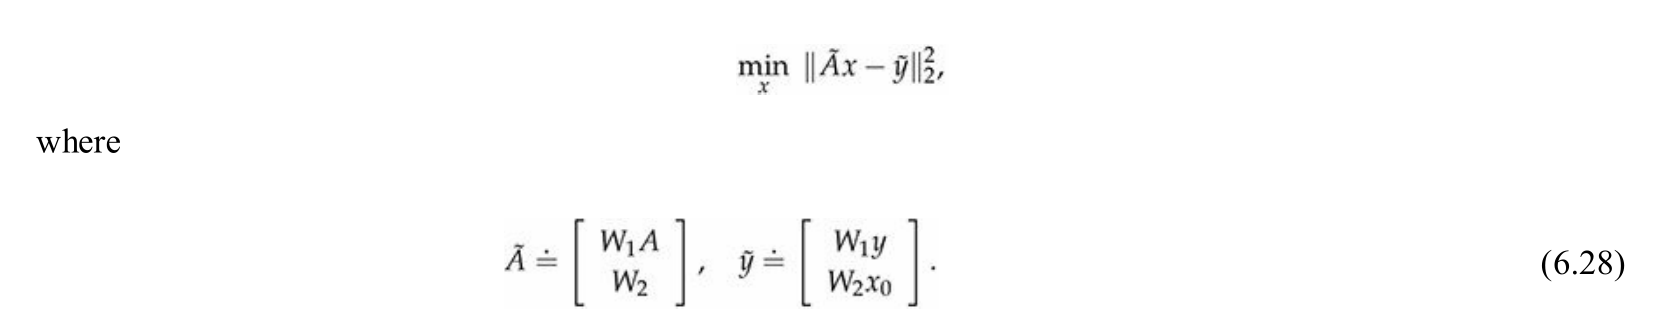 min_x ‖Ãx − ỹ‖₂²,
where
Ã ≐ [ W₁A ; W₂ ], ỹ ≐ [ W₁y ; W₂x₀ ]. (6.28)